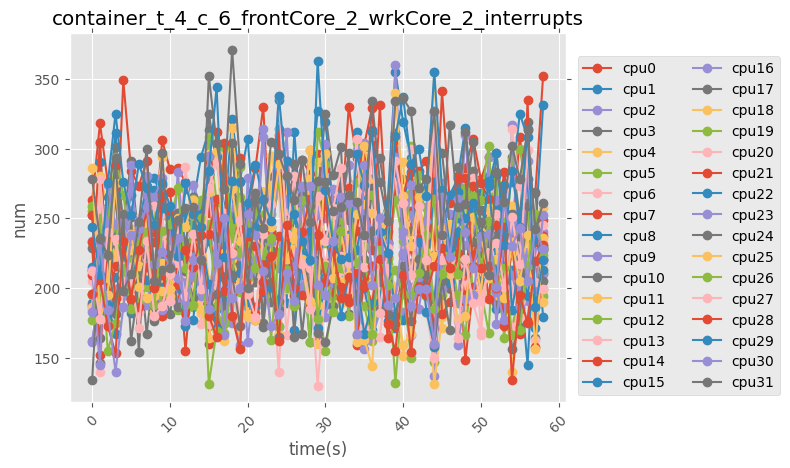 container_t_4_c_6_frontCore_2_wrkCore_2_interrupts
350
300
250
200
150
num
0
10
20
30
40
50
60
time(s)
cpu0
cpu1
cpu2
cpu3
cpu4
cpu5
cpu6
cpu7
cpu8
cpu9
cpu10
cpu11
cpu12
cpu13
cpu14
cpu15
cpu16
cpu17
cpu18
cpu19
cpu20
cpu21
cpu22
cpu23
cpu24
cpu25
cpu26
cpu27
cpu28
cpu29
cpu30
cpu31